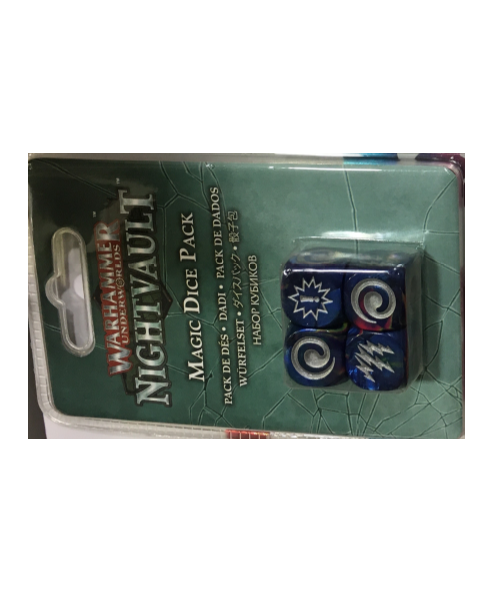 WARHAMMER
UNDERWORLDS
NIGHTVAULT
MAGIC DICE PACK
PACK DE DÉS • DADI • PACK DE DADOS
WÜRFELSET • ダイスパック • 骰子包
НАБОР КУБИКОВ
!